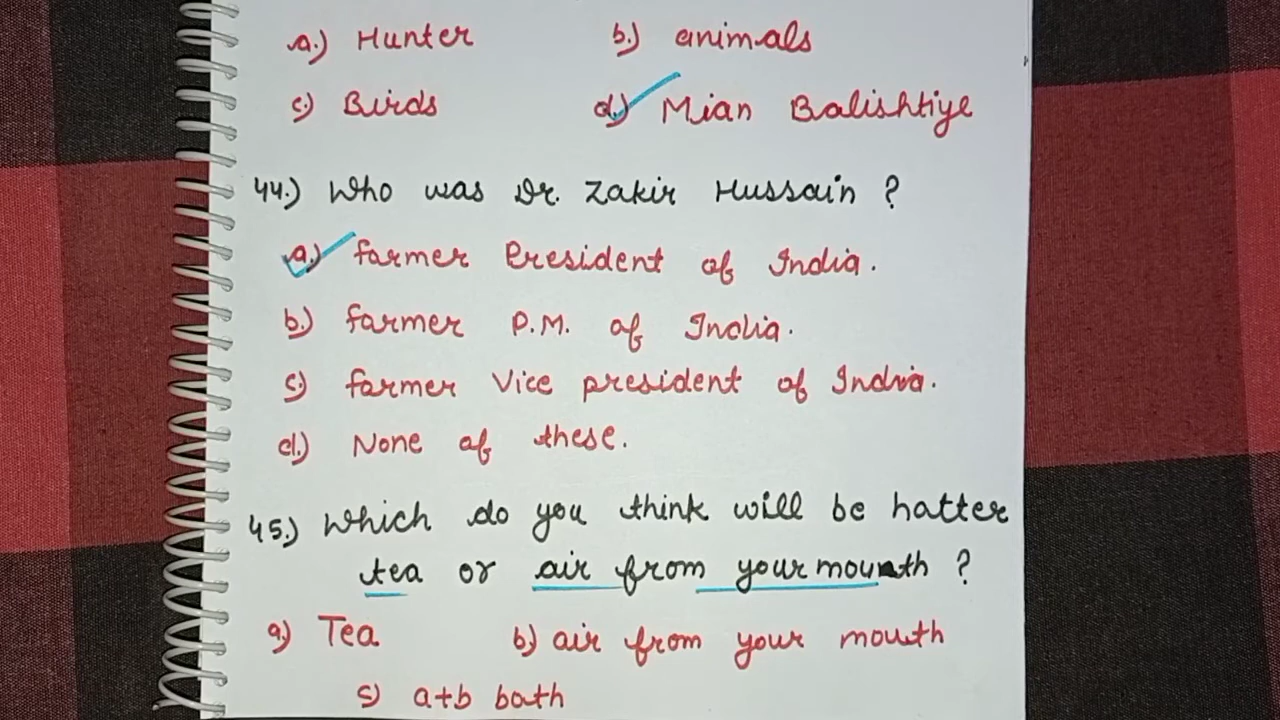 a.) Hunter b.) animals
c.) Birds d.) Mian Balishtiye
44.) Who was Dr. Zakir Hussain ?
a.) farmer President of India.
b.) farmer P.M. of India.
c.) farmer Vice president of India.
d.) None of these.
45.) Which do you think will be hatter
tea or air from your mouth ?
a.) Tea b.) air from your mouth
c) a+b both